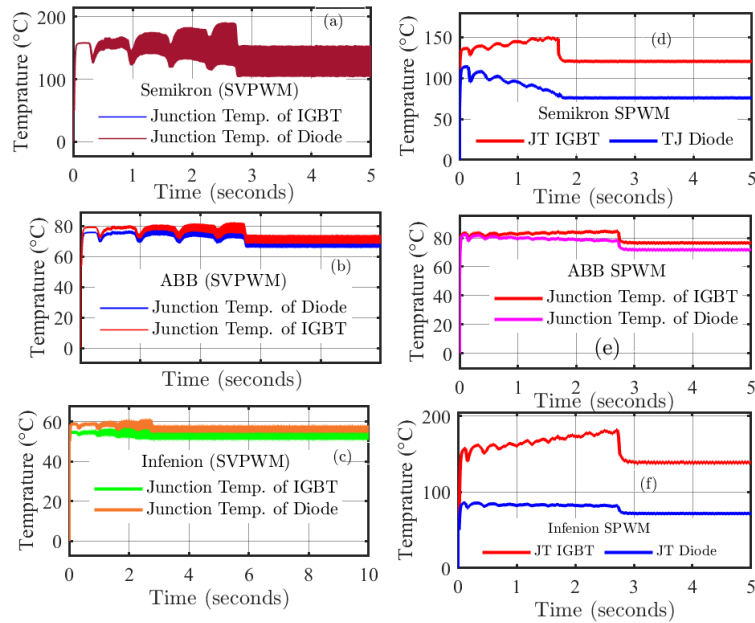 200
150
100
0
Temprature (°C)
(a)
Semikron (SVPWM)
Junction Temp. of IGBT
Junction Temp. of Diode
0 1 2 3 4 5
Time (seconds)
80
60
40
20
0
Temprature (°C)
(b)
ABB (SVPWM)
Junction Temp. of Diode
Junction Temp. of IGBT
Time (seconds)
60
40
20
0
Temprature (°C)
(c)
Infenion (SVPWM)
Junction Temp. of IGBT
Junction Temp. of Diode
0 2 4 6 8 10
Time (seconds)
150
100
50
0
Temprature (°C)
(d)
Semikron SPWM
JT IGBT
TJ Diode
0 1 2 3 4 5
Time (seconds)
80
60
40
20
0
Temprature (°C)
ABB SPWM
Junction Temp. of IGBT
Junction Temp. of Diode
(e)
0 1 2 3 4 5
Time (seconds)
200
100
0
Temprature (°C)
(f)
Infenion SPWM
JT IGBT
JT Diode
0 1 2 3 4 5
Time (seconds)